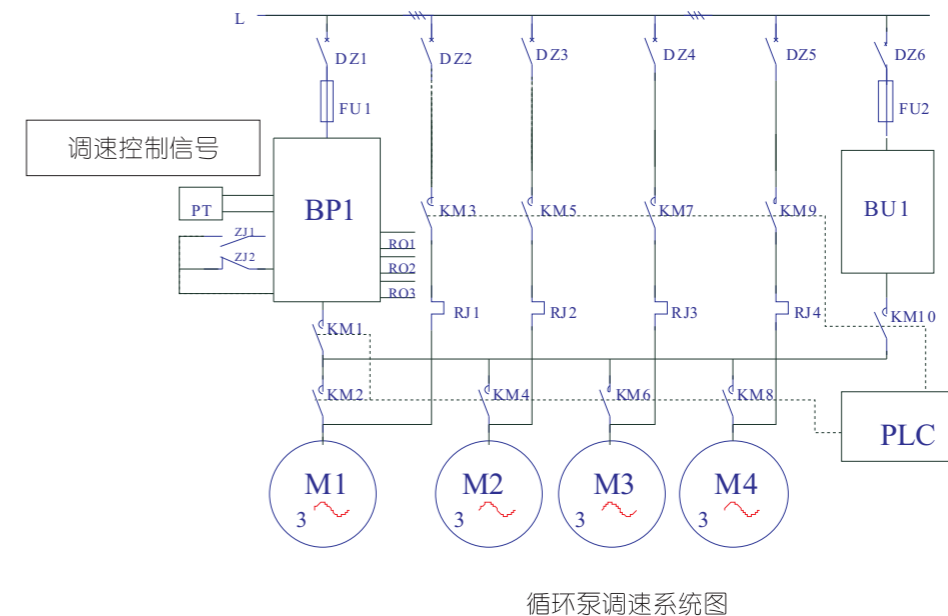 L
DZ1 DZ2 DZ3 DZ4 DZ5 DZ6
FU1 FU2
调速控制信号
PT BP1 KM3 KM5 KM7 KM9 BU1
ZJ1
RO1
ZJ2
RO2
RO3
RJ1 RJ2 RJ3 RJ4 KM10
KM1
KM2 KM4 KM6 KM8
PLC
M1 M2 M3 M4
3 3 3 3
循环泵调速系统图